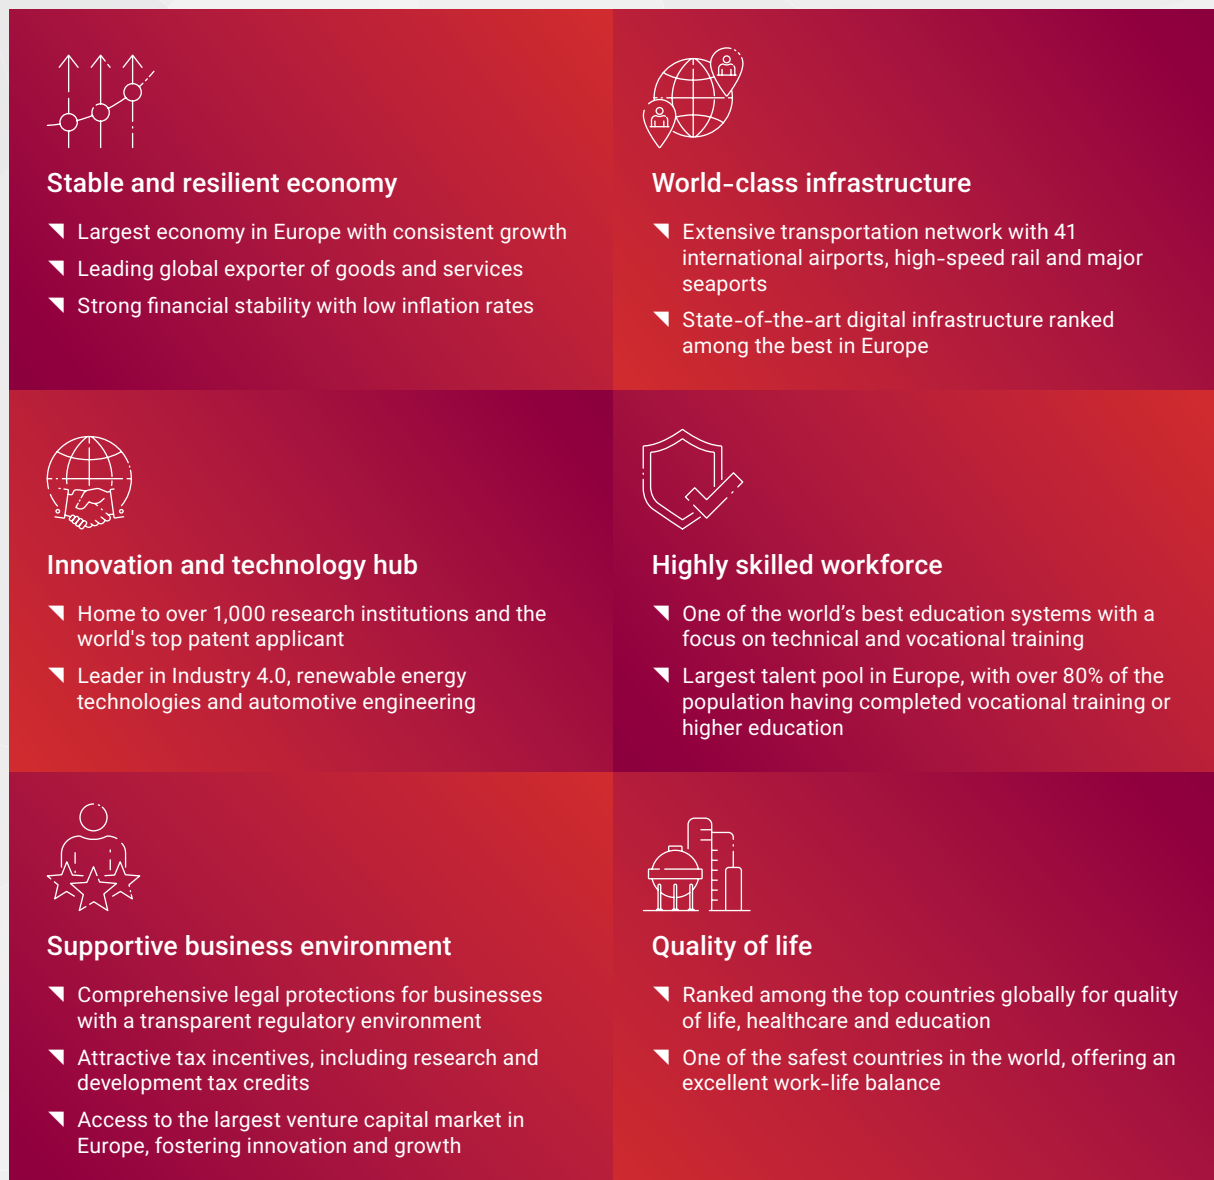 Stable and resilient economy
Largest economy in Europe with consistent growth
Leading global exporter of goods and services
Strong financial stability with low inflation rates
World-class infrastructure
Extensive transportation network with 41
international airports, high-speed rail and major
seaports
State-of-the-art digital infrastructure ranked
among the best in Europe
Innovation and technology hub
Home to over 1,000 research institutions and the
world's top patent applicant
Leader in Industry 4.0, renewable energy
technologies and automotive engineering
Highly skilled workforce
One of the world’s best education systems with a
focus on technical and vocational training
Largest talent pool in Europe, with over 80% of the
population having completed vocational training or
higher education
Supportive business environment
Comprehensive legal protections for businesses
with a transparent regulatory environment
Attractive tax incentives, including research and
development tax credits
Access to the largest venture capital market in
Europe, fostering innovation and growth
Quality of life
Ranked among the top countries globally for quality
of life, healthcare and education
One of the safest countries in the world, offering an
excellent work-life balance